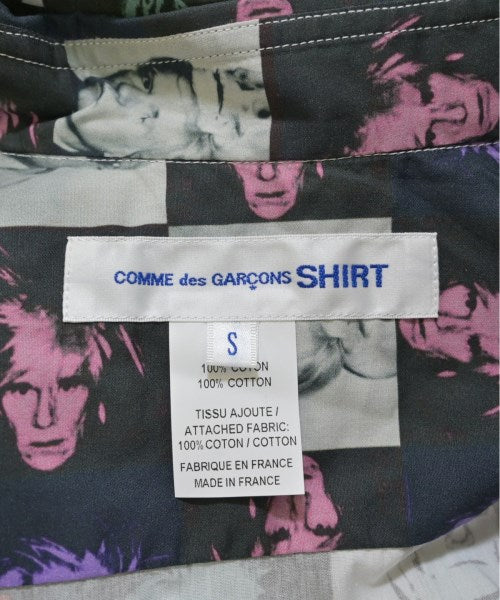 COMME des GARÇONS SHIRT
S
100% COTON
100% COTTON
TISSU AJOUTE /
ATTACHED FABRIC:
100% COTON / COTTON
FABRIQUE EN FRANCE
MADE IN FRANCE